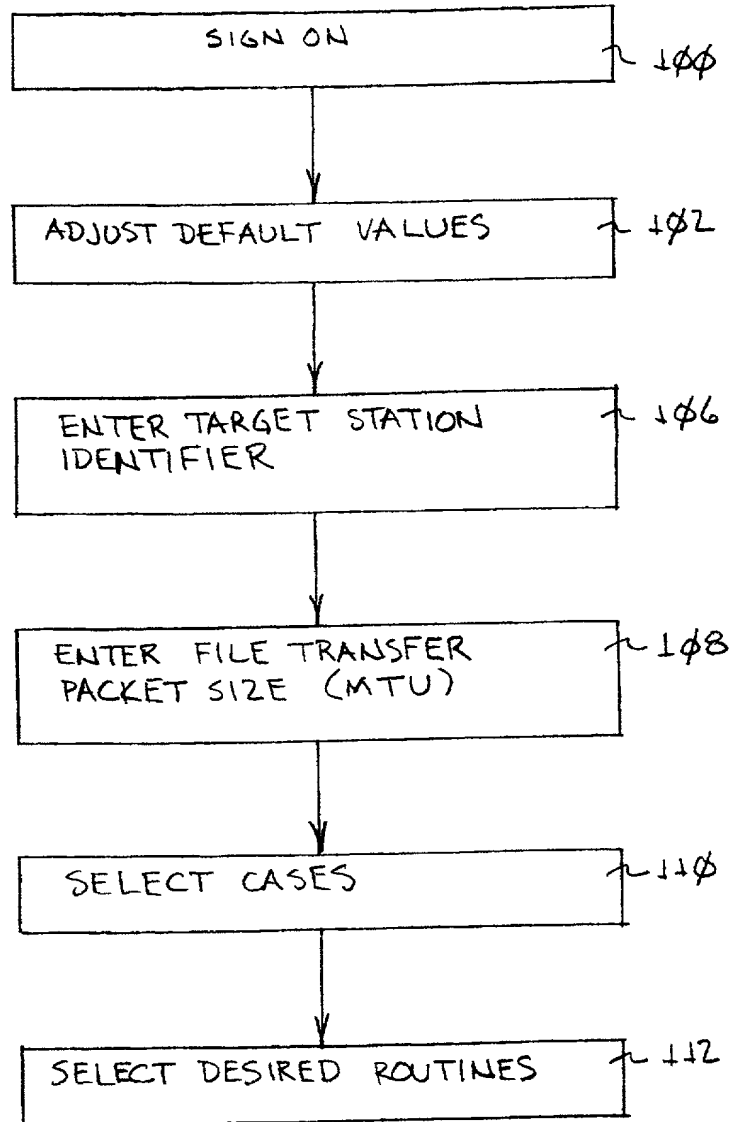 SIGN ON
100
ADJUST DEFAULT VALUES
102
ENTER TARGET STATION
IDENTIFIER
106
ENTER FILE TRANSFER
PACKET SIZE (MTU)
108
SELECT CASES
110
SELECT DESIRED ROUTINES
112